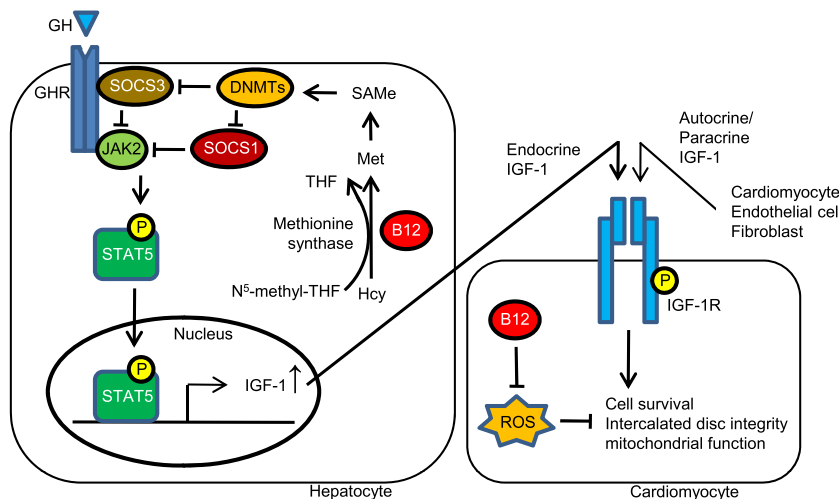 GH
GHR
SOCS3
DNMTs
SAMe
JAK2
SOCS1
Met
THF
Methionine
synthase
B12
N⁵-methyl-THF
Hcy
P
STAT5
Nucleus
P
STAT5
IGF-1
Hepatocyte
Endocrine
IGF-1
Autocrine/
Paracrine
IGF-1
Cardiomyocyte
Endothelial cell
Fibroblast
P
IGF-1R
B12
ROS
Cell survival
Intercalated disc integrity
mitochondrial function
Cardiomyocyte